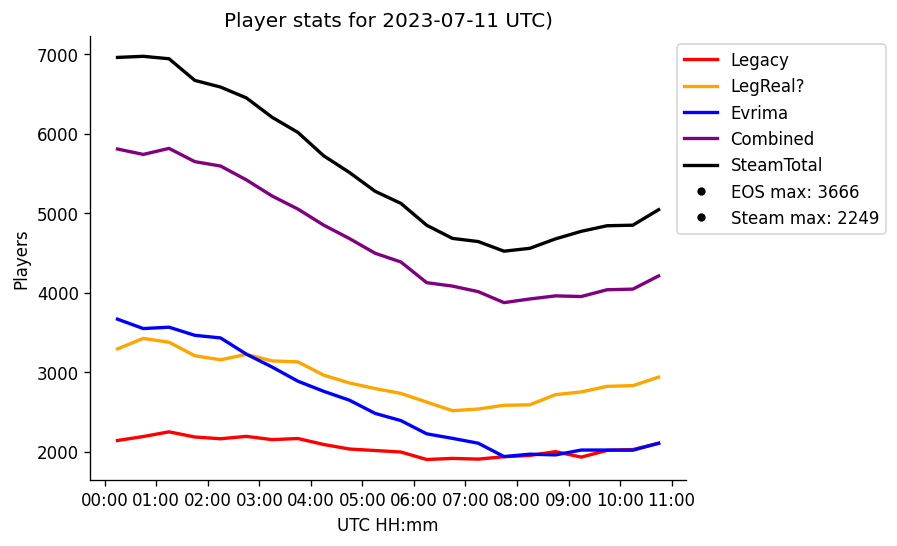 Player stats for 2023-07-11 UTC)
7000
6000
5000
4000
3000
2000
Players
00:00 01:00 02:00 03:00 04:00 05:00 06:00 07:00 08:00 09:00 10:00 11:00
UTC HH:mm
Legacy
LegReal?
Evrima
Combined
SteamTotal
EOS max: 3666
Steam max: 2249